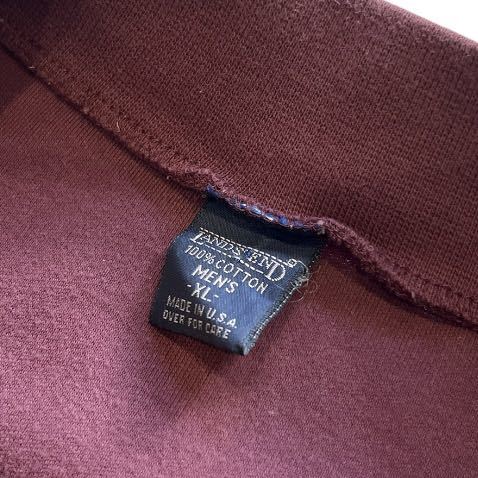 LANDS' END
100% COTTON
MEN'S
-XL-
MADE IN U.S.A.
OVER FOR CARE